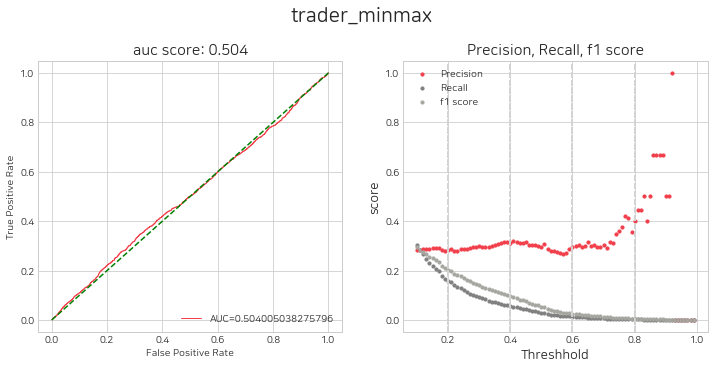 trader_minmax
auc score: 0.504
True Positive Rate
1.0
0.8
0.6
0.4
0.2
0.0
AUC=0.504005038275796
0.0 0.2 0.4 0.6 0.8 1.0
False Positive Rate
Precision, Recall, f1 score
score
1.0
0.8
0.6
0.4
0.2
0.0
Precision
Recall
f1 score
0.2 0.4 0.6 0.8 1.0
Threshhold